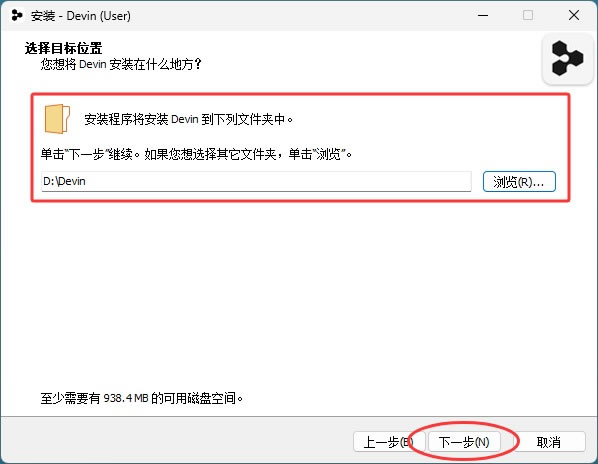 安装 - Devin (User)
选择目标位置
您想将 Devin 安装在什么地方?
安装程序将安装 Devin 到下列文件夹中。
单击“下一步”继续。如果您想选择其它文件夹，单击“浏览”。
D:\Devin
浏览(R)...
至少需要有 938.4 MB 的可用磁盘空间。
上一步(B)
下一步(N)
取消